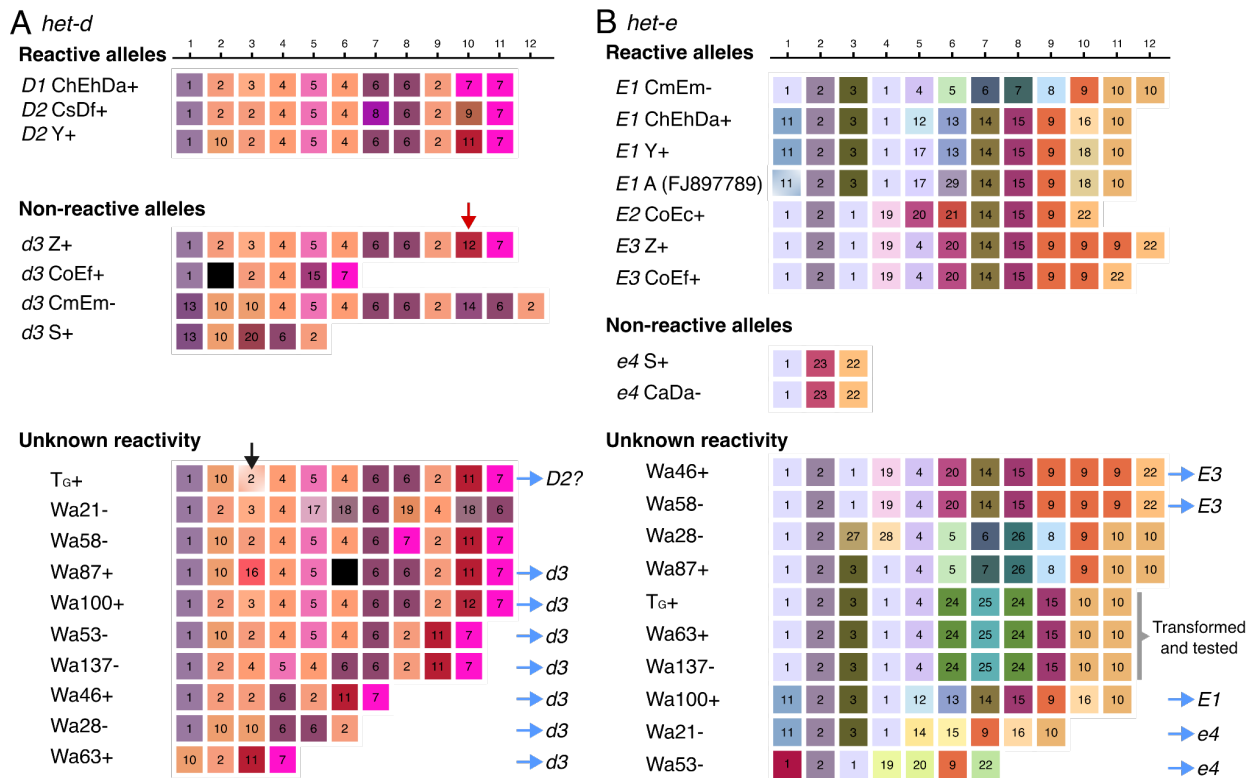 A het-d
1 2 3 4 5 6 7 8 9 10 11 12
Reactive alleles
D1 ChEhDa+ 1 2 3 4 5 4 6 6 2 7 7
D2 CsDf+ 1 2 2 4 5 4 8 6 2 9 7
D2 Y+ 1 10 2 2 5 4 6 6 2 11 7
Non-reactive alleles
d3 Z+ 1 2 3 4 5 4 6 6 2 12 7
d3 CoEf+ 1 2 4 15 7
d3 CmEm- 13 10 10 4 5 4 6 6 2 14 6 2
d3 S+ 13 10 20 6 2
Unknown reactivity
TG+ 1 10 2 4 5 4 6 6 2 11 7 D2?
Wa21- 1 2 3 4 17 18 6 19 4 18 6
Wa58- 1 10 2 4 5 4 6 7 2 11 7
Wa87+ 1 2 16 4 5 6 6 2 11 7 d3
Wa100+ 1 2 3 4 5 4 6 6 2 12 7 d3
Wa53- 1 10 2 4 5 4 6 2 11 7 d3
Wa137- 1 2 4 5 4 6 6 2 11 7 d3
Wa46+ 1 2 2 6 2 11 7 d3
Wa28- 1 10 10 6 6 2 d3
Wa63+ 10 2 11 7 d3
B het-e
Reactive alleles
1 2 3 4 5 6 7 8 9 10 11 12
E1 CmEm- 1 2 3 1 4 5 6 7 8 9 10 10
E1 ChEhDa+ 11 2 3 1 12 13 14 15 9 16 10
E1 Y+ 11 2 3 1 17 13 14 15 9 18 10
E1 A (FJ897789) 11 2 3 1 17 29 14 15 9 18 10
E2 CoEc+ 1 2 1 19 20 21 14 15 9 22
E3 Z+ 1 2 1 19 4 20 14 15 9 9 9 22
E3 CoEf+ 1 2 1 19 4 20 14 15 9 9 22
Non-reactive alleles
e4 S+ 1 23 22
e4 CaDa- 1 23 22
Unknown reactivity
Wa46+ 1 2 1 19 4 20 14 15 9 9 9 22 E3
Wa58- 1 2 1 19 4 20 14 15 9 9 9 22 E3
Wa28- 1 2 27 28 4 5 6 26 8 9 10 10
Wa87+ 1 2 3 1 4 5 7 26 8 9 10 10
TG+ 1 2 3 1 4 24 25 24 15 10 10
Wa63+ 1 2 3 1 4 24 25 24 15 10 10
Wa137- 1 2 3 1 4 24 25 24 15 10 10
Transformed
and tested
Wa100+ 11 2 3 1 12 13 14 15 9 16 10 E1
Wa21- 11 2 3 1 14 15 9 16 10 e4
Wa53- 1 2 1 19 20 9 22 e4